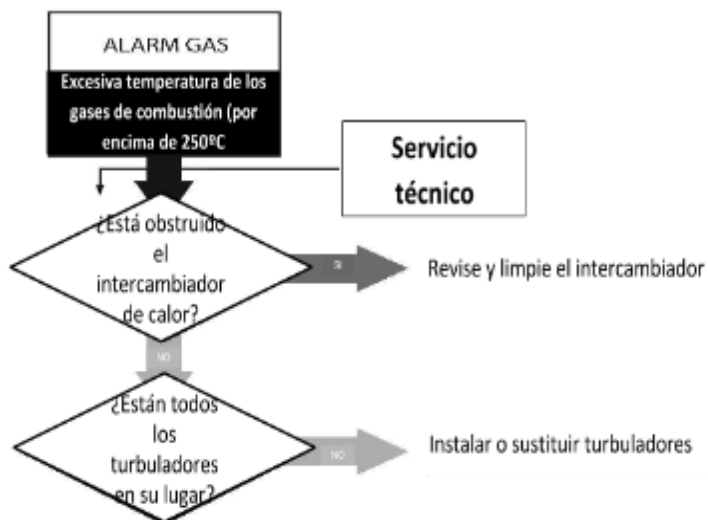 ALARM GAS
Excesiva temperatura de los
gases de combustión (por
encima de 250ºC
Servicio
técnico
¿Está obstruido
el
intercambiador
de calor?
SI
Revise y limpie el intercambiador
NO
¿Están todos
los
turbuladores
en su lugar?
NO
Instalar o sustituir turbuladores